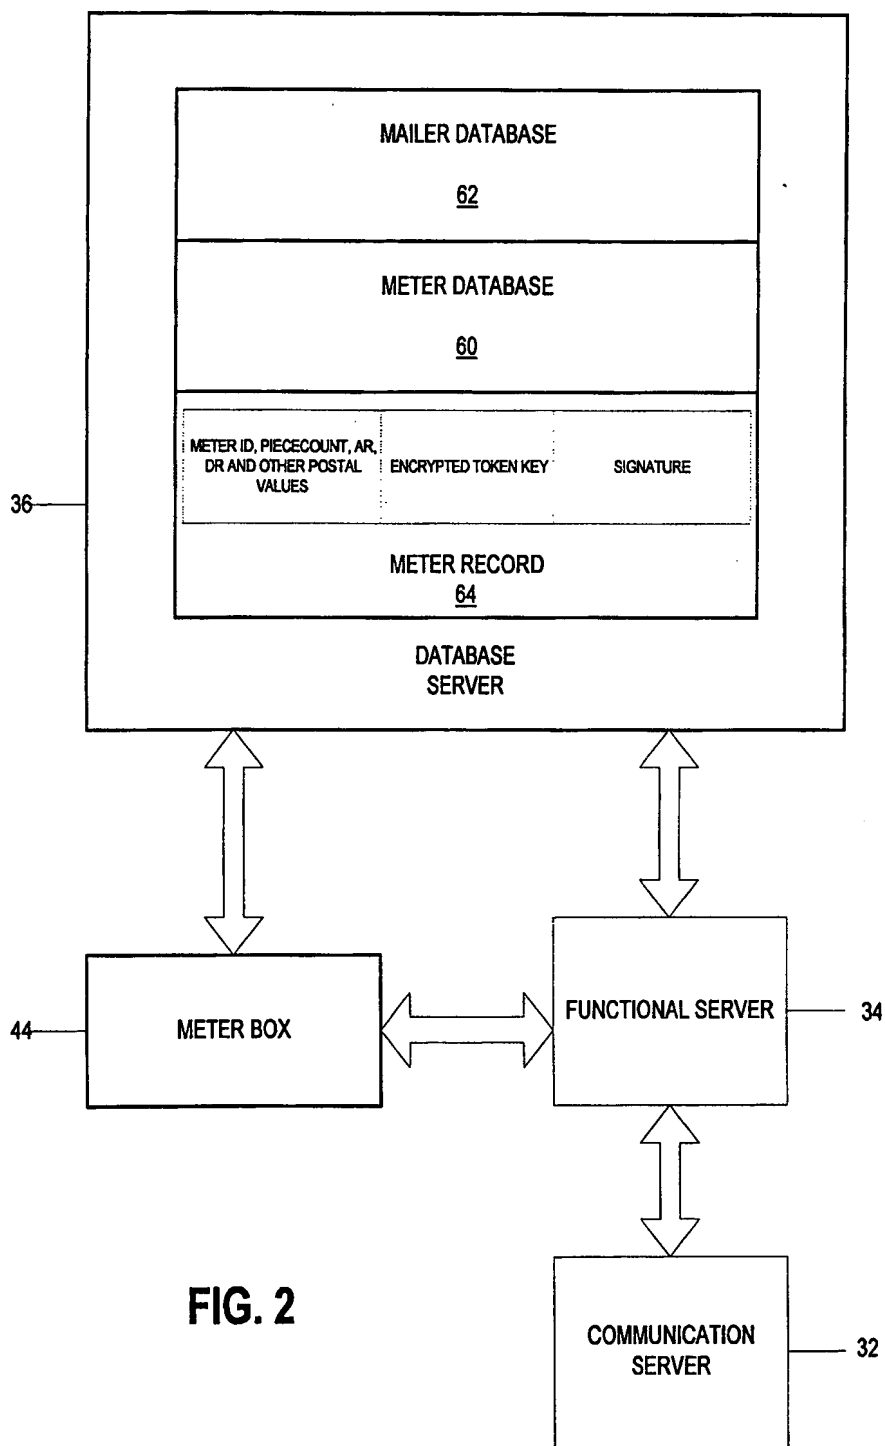 MAILER DATABASE
62
METER DATABASE
60
METER ID, PIECECOUNT, AR,
DR AND OTHER POSTAL
VALUES
ENCRYPTED TOKEN KEY
SIGNATURE
36
METER RECORD
64
DATABASE
SERVER
44
METER BOX
FUNCTIONAL SERVER
34
FIG. 2
COMMUNICATION
SERVER
32